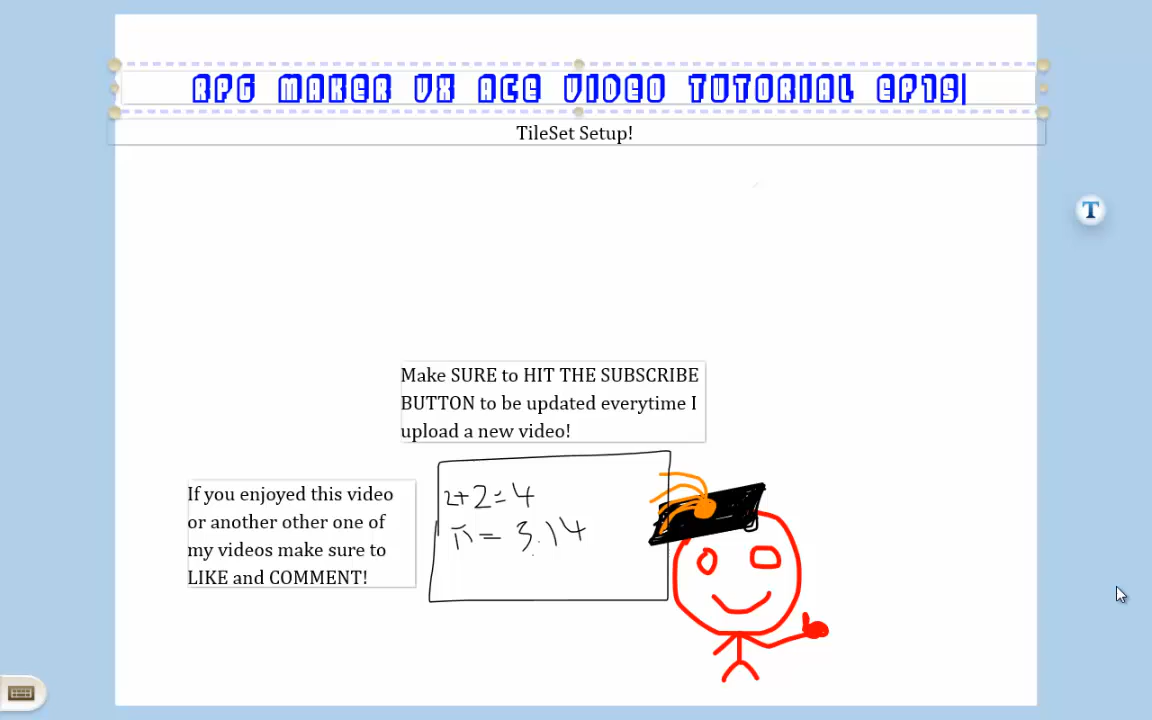 RPG MAKER VX ACE VIDEO TUTORIAL EP19
TileSet Setup!
Make SURE to HIT THE SUBSCRIBE
BUTTON to be updated everytime I
upload a new video!
If you enjoyed this video
or another other one of
my videos make sure to
LIKE and COMMENT!
2+2=4
π=3.14
T